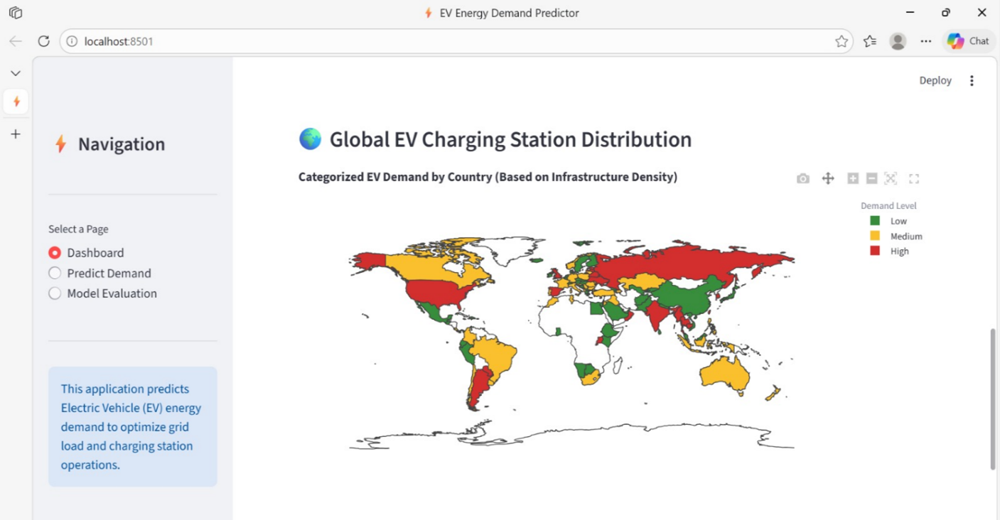 EV Energy Demand Predictor
localhost:8501
Chat
Deploy
Navigation
Select a Page
Dashboard
Predict Demand
Model Evaluation
This application predicts
Electric Vehicle (EV) energy
demand to optimize grid
load and charging station
operations.
Global EV Charging Station Distribution
Categorized EV Demand by Country (Based on Infrastructure Density)
Demand Level
Low
Medium
High